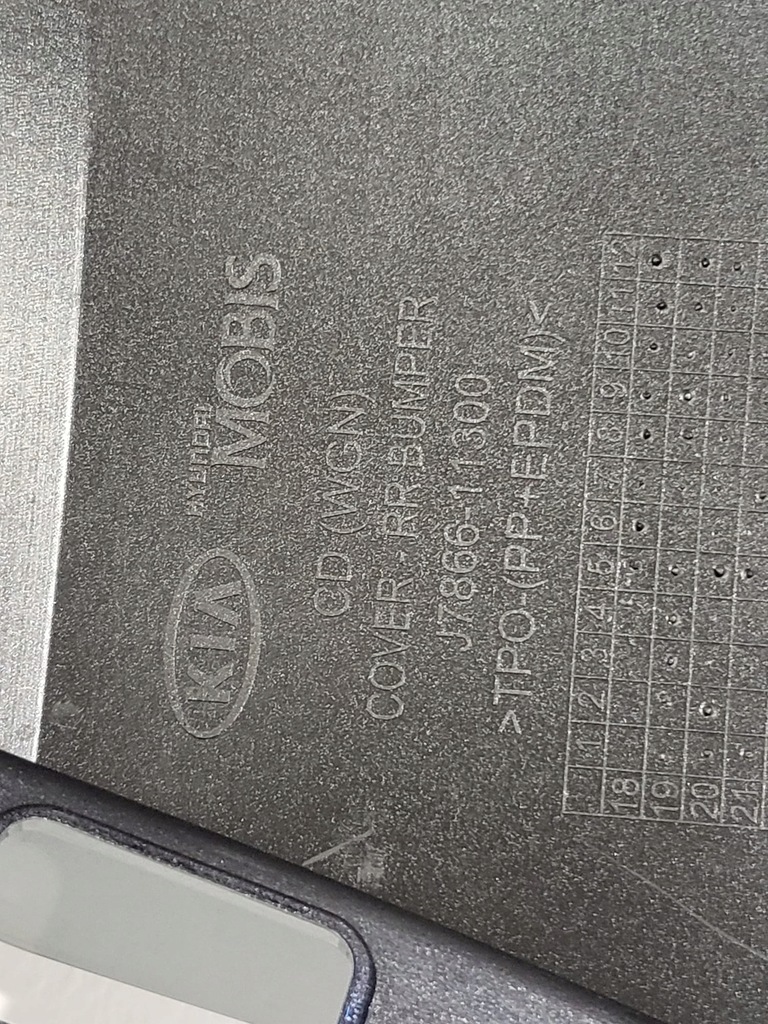 KIA
HYUNDAI
MOBIS
CD (WGN)
COVER - RR BUMPER
J7866-11300
>TPO-(PP+EPDM)<
1 2 3 4 5 6 7 8 9 10 11 12
18
19
20
21